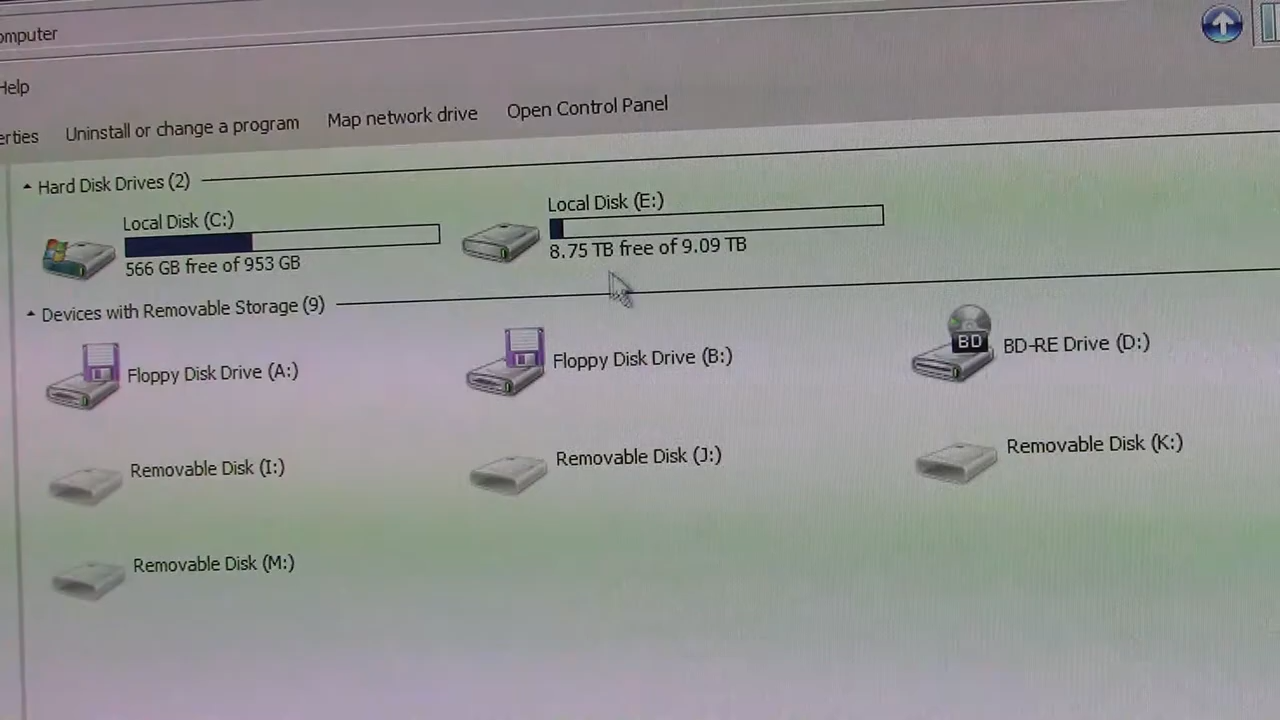 omputer
Help
erties Uninstall or change a program Map network drive Open Control Panel
Hard Disk Drives (2)
Local Disk (C:)
566 GB free of 953 GB
Local Disk (E:)
8.75 TB free of 9.09 TB
Devices with Removable Storage (9)
Floppy Disk Drive (A:)
Floppy Disk Drive (B:)
BD
BD-RE Drive (D:)
Removable Disk (I:)
Removable Disk (J:)
Removable Disk (K:)
Removable Disk (M:)